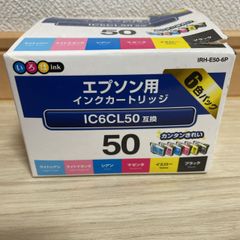 いろはink
IRH-E50-6P
エプソン用
インクカートリッジ
IC6CL50 互換
50
6色パック
カンタンきれい
ライトシアン ライトマゼンタ シアン マゼンタ イエロー ブラック